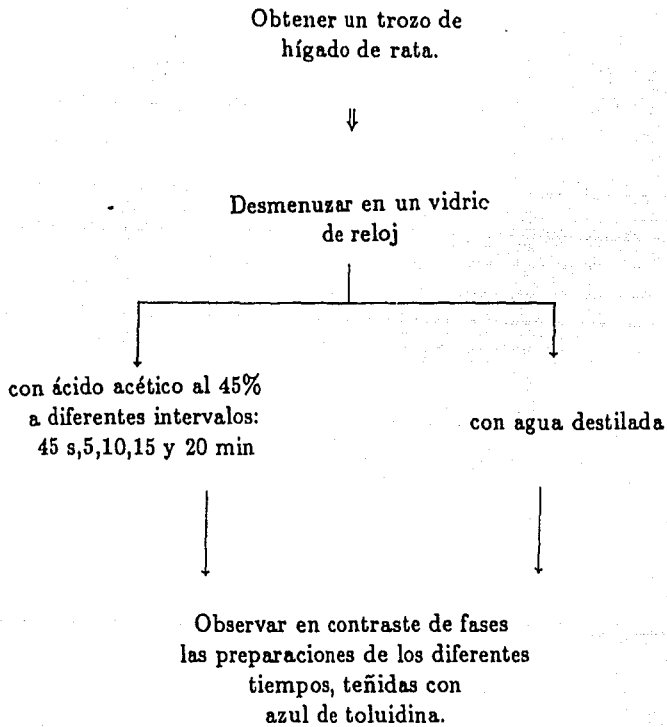 Obtener un trozo de
hígado de rata.
⇓
Desmenuzar en un vidric
de reloj
con ácido acético al 45%
a diferentes intervalos:
45 s,5,10,15 y 20 min
con agua destilada
Observar en contraste de fases
las preparaciones de los diferentes
tiempos, teñidas con
azul de toluidina.